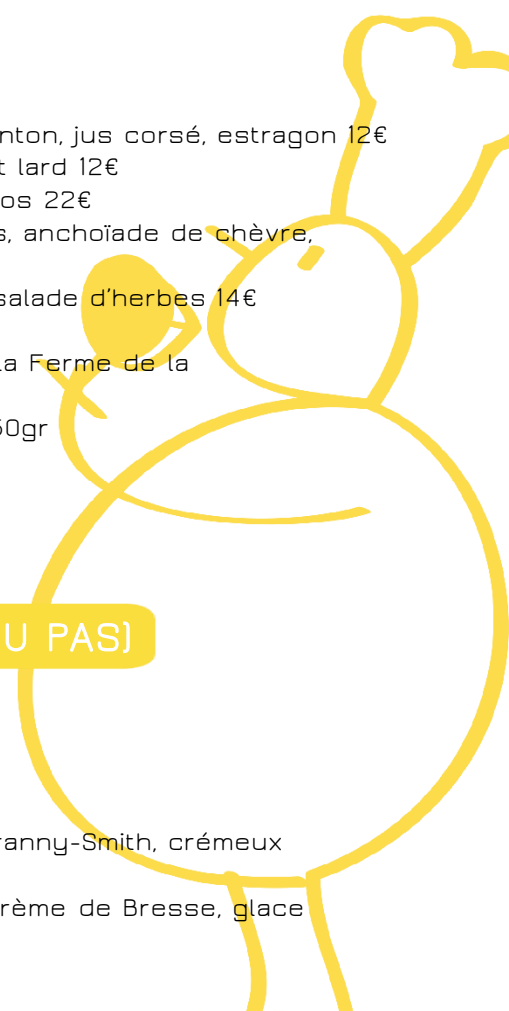 nton, jus corsé, estragon 12€
t lard 12€
os 22€
s, anchoïade de chèvre,
salade d'herbes 14€
la Ferme de la
50gr
U PAS)
ranny-Smith, crémeux
rème de Bresse, glace